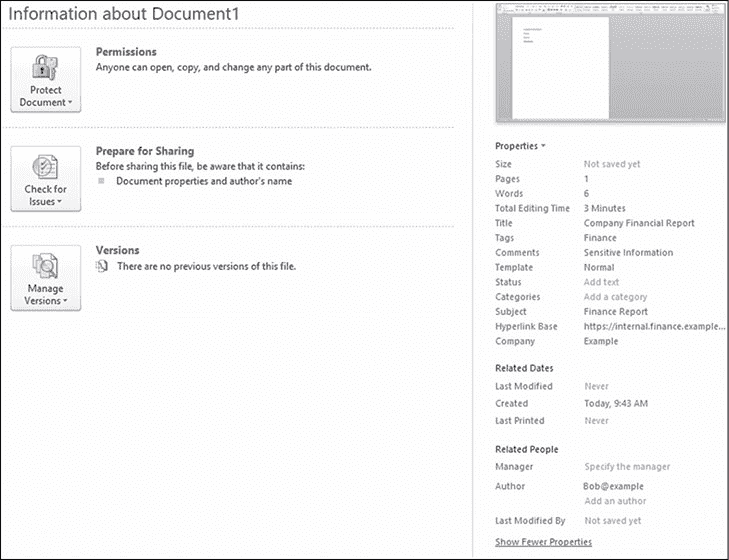 Information about Document1
Protect
Document
Permissions
Anyone can open, copy, and change any part of this document.
Check for
Issues
Prepare for Sharing
Before sharing this file, be aware that it contains:
Document properties and author's name
Manage
Versions
Versions
There are no previous versions of this file.
Properties
Size Not saved yet
Pages 1
Words 6
Total Editing Time 3 Minutes
Title Company Financial Report
Tags Finance
Comments Sensitive Information
Template Normal
Status Add text
Categories Add a category
Subject Finance Report
Hyperlink Base https://internal.finance.example...
Company Example
Related Dates
Last Modified Never
Created Today, 9:43 AM
Last Printed Never
Related People
Manager Specify the manager
Author Bob@example
Add an author
Last Modified By Not saved yet
Show Fewer Properties